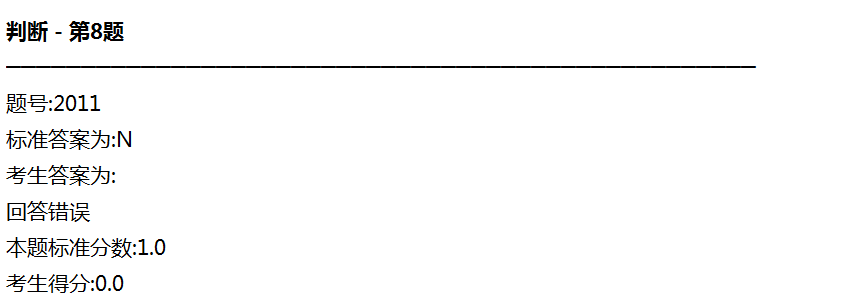 判断 - 第8题
题号:2011
标准答案为:N
考生答案为:
回答错误
本题标准分数:1.0
考生得分:0.0